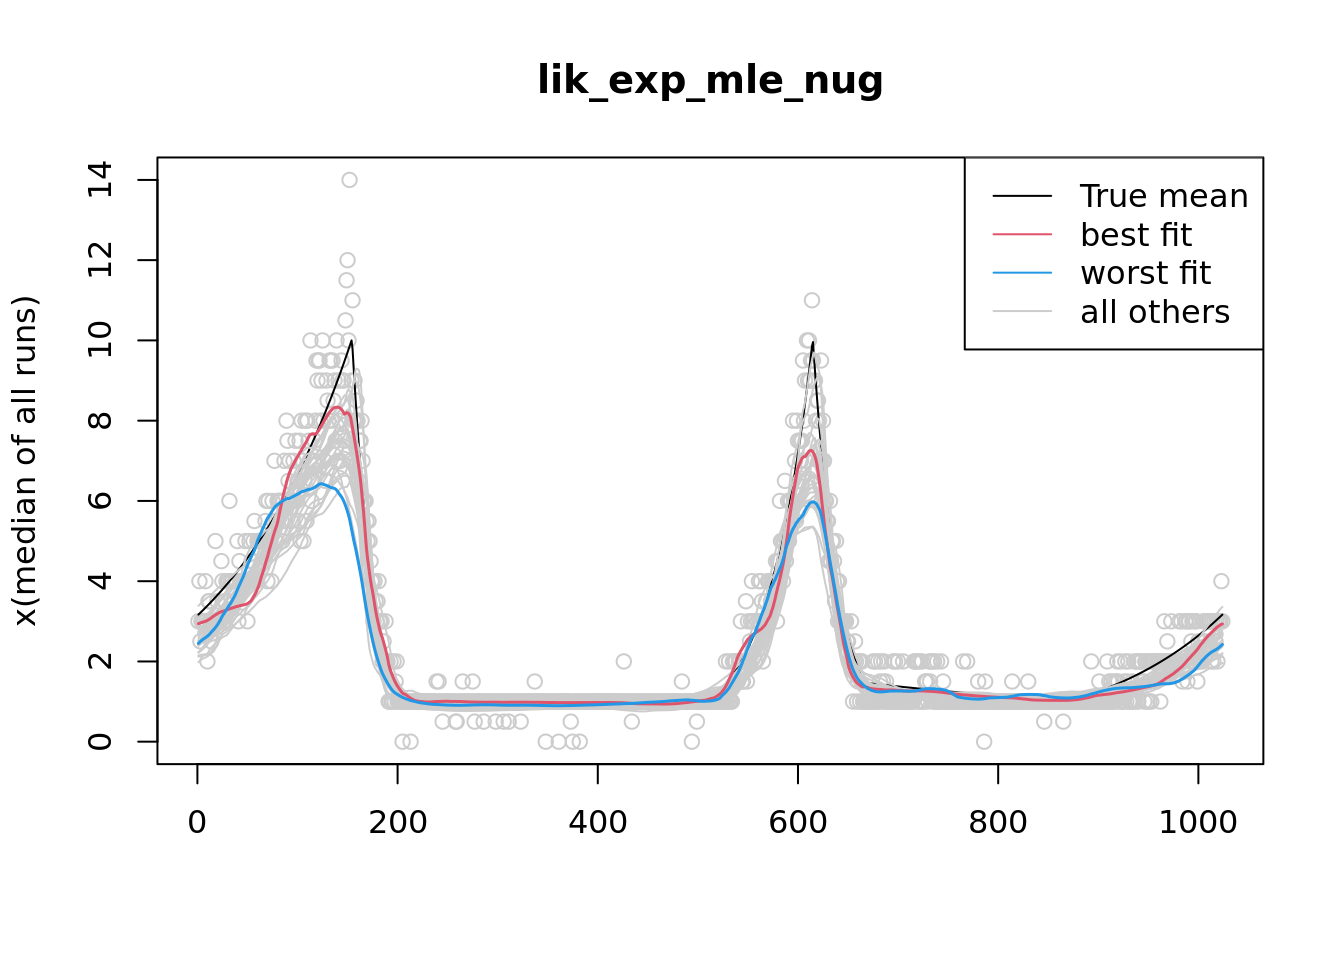 lik_exp_mle_nug
x(median of all runs)
14
12
10
8
6
4
2
0
True mean
best fit
worst fit
all others
0 200 400 600 800 1000